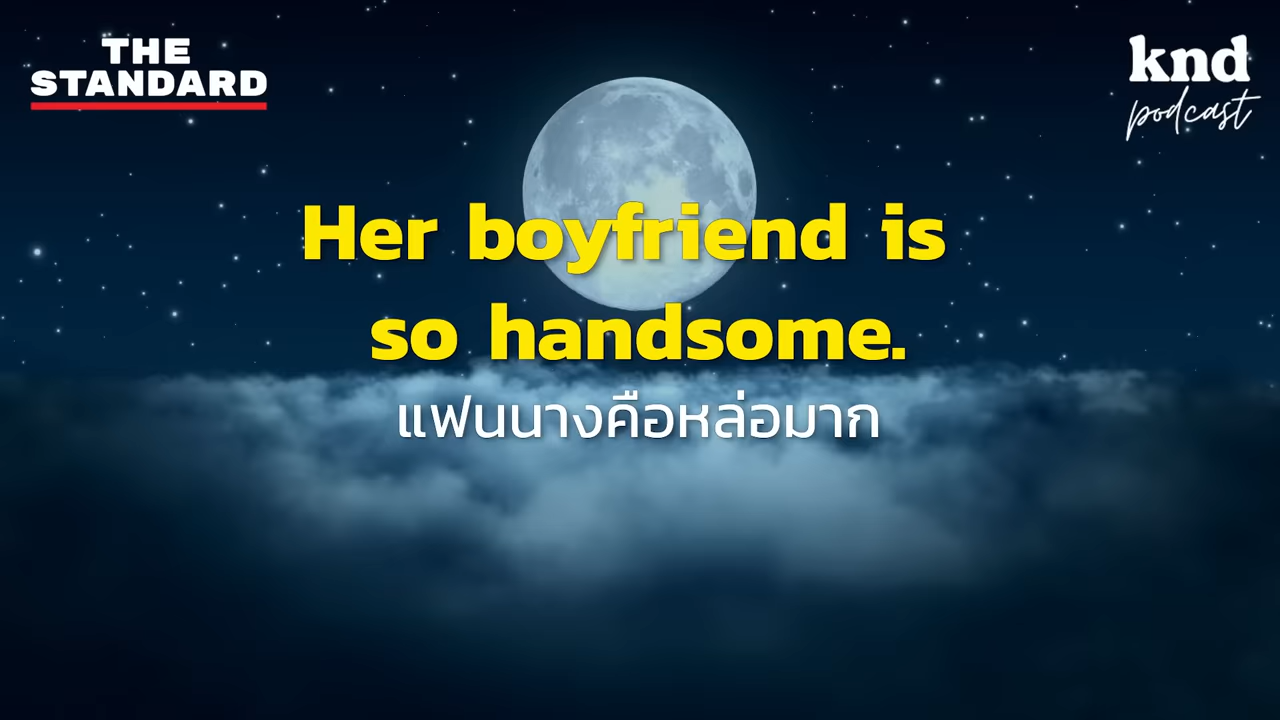 THE
STANDARD
knd
podcast
Her boyfriend is
so handsome.
แฟนนางคือหล่อมาก